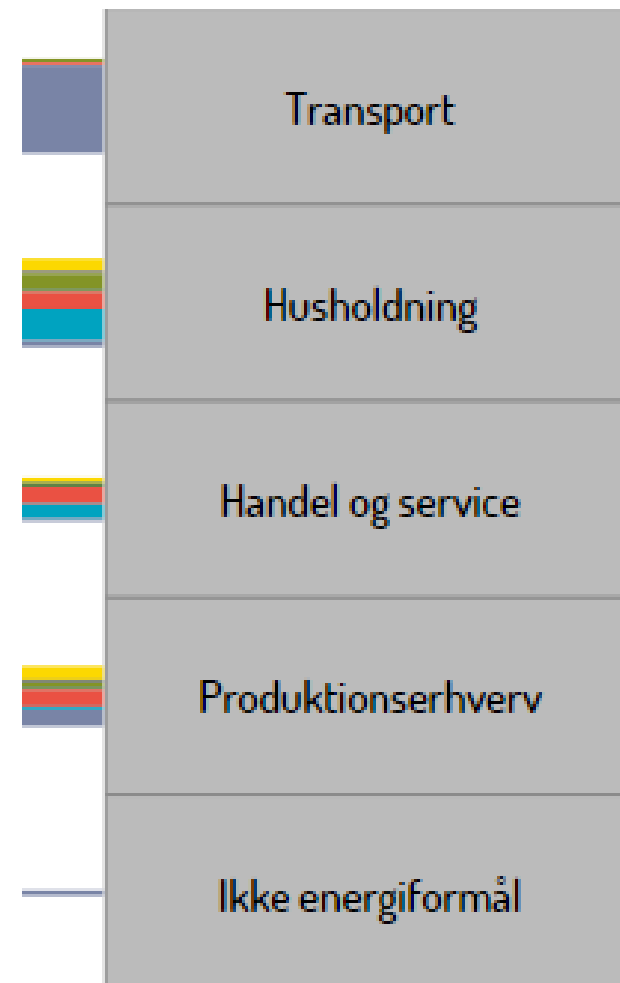 Transport
Husholdning
Handel og service
Produktionserhverv
Ikke energiformål